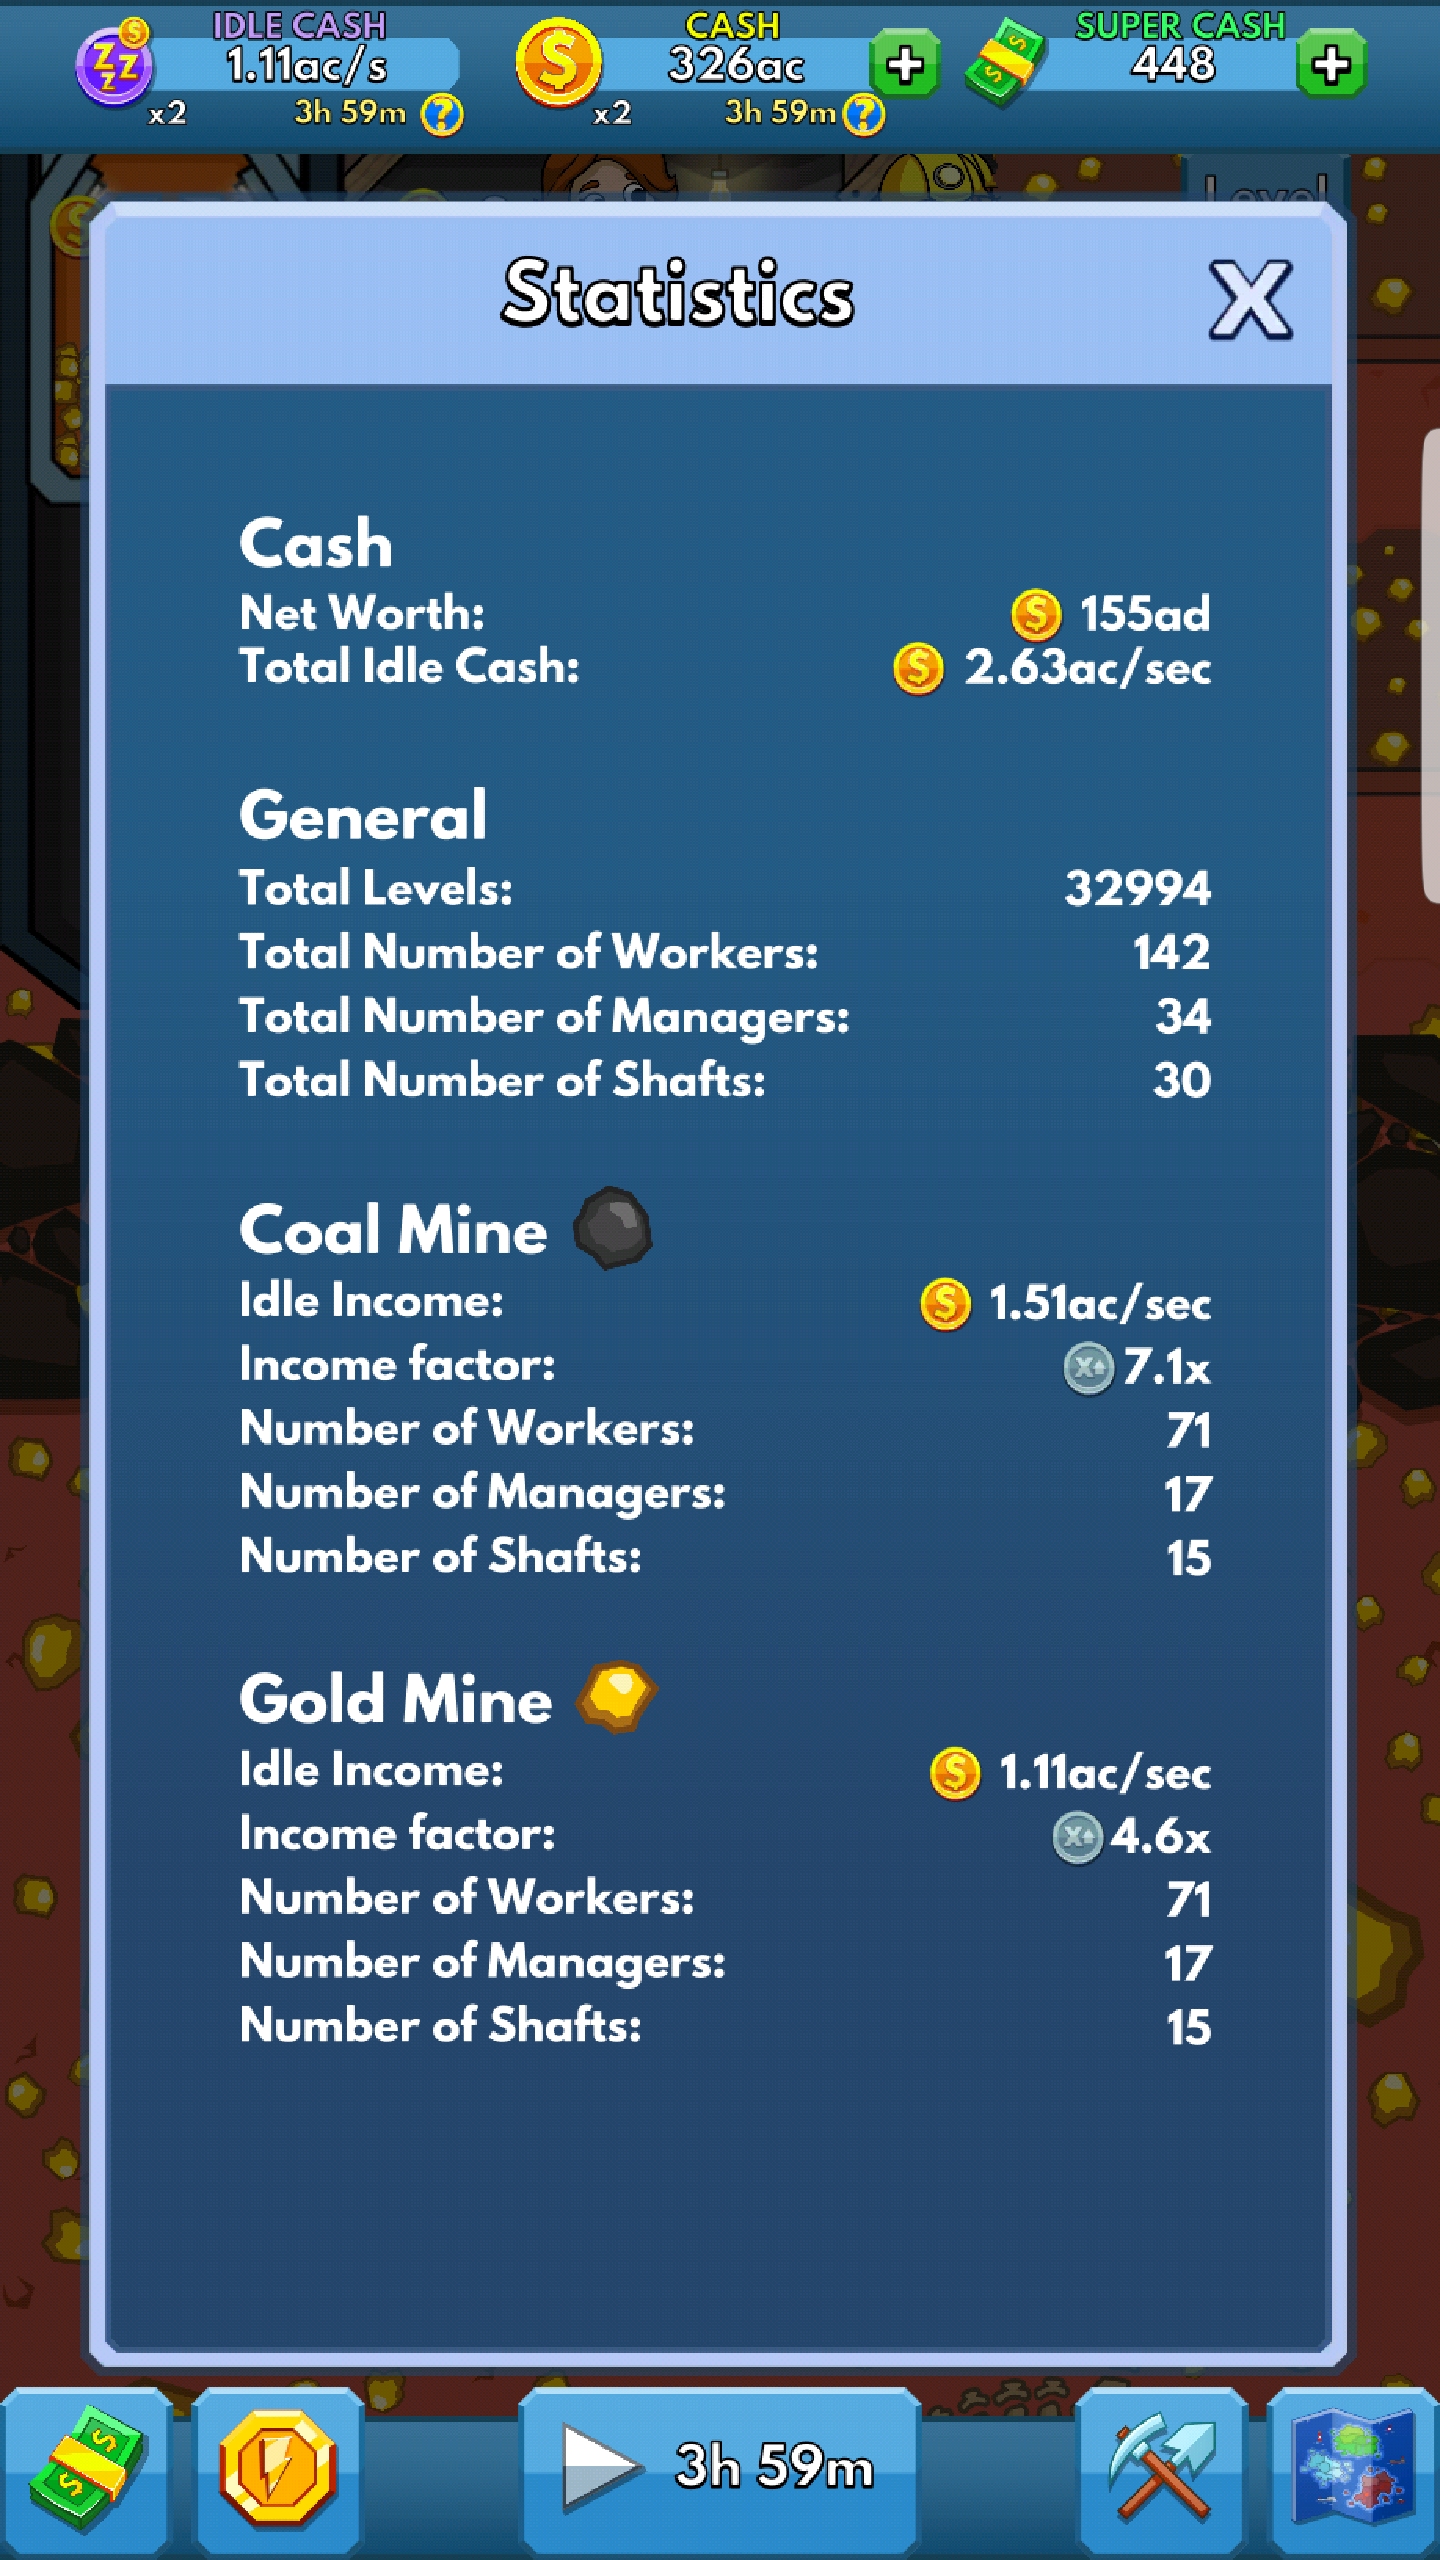 IDLE CASH
1.11ac/s
x2 3h 59m ?
CASH
326ac
x2 3h 59m ?
SUPER CASH
448
Level
Statistics X
Cash
Net Worth: 155ad
Total Idle Cash: 2.63ac/sec
General
Total Levels: 32994
Total Number of Workers: 142
Total Number of Managers: 34
Total Number of Shafts: 30
Coal Mine
Idle Income: 1.51ac/sec
Income factor: 7.1x
Number of Workers: 71
Number of Managers: 17
Number of Shafts: 15
Gold Mine
Idle Income: 1.11ac/sec
Income factor: 4.6x
Number of Workers: 71
Number of Managers: 17
Number of Shafts: 15
3h 59m